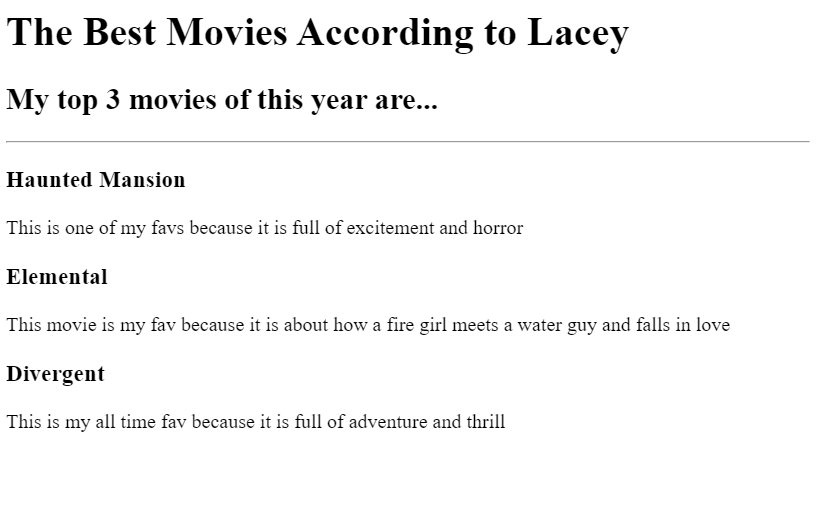 The Best Movies According to Lacey
My top 3 movies of this year are...
Haunted Mansion
This is one of my favs because it is full of excitement and horror
Elemental
This movie is my fav because it is about how a fire girl meets a water guy and falls in love
Divergent
This is my all time fav because it is full of adventure and thrill